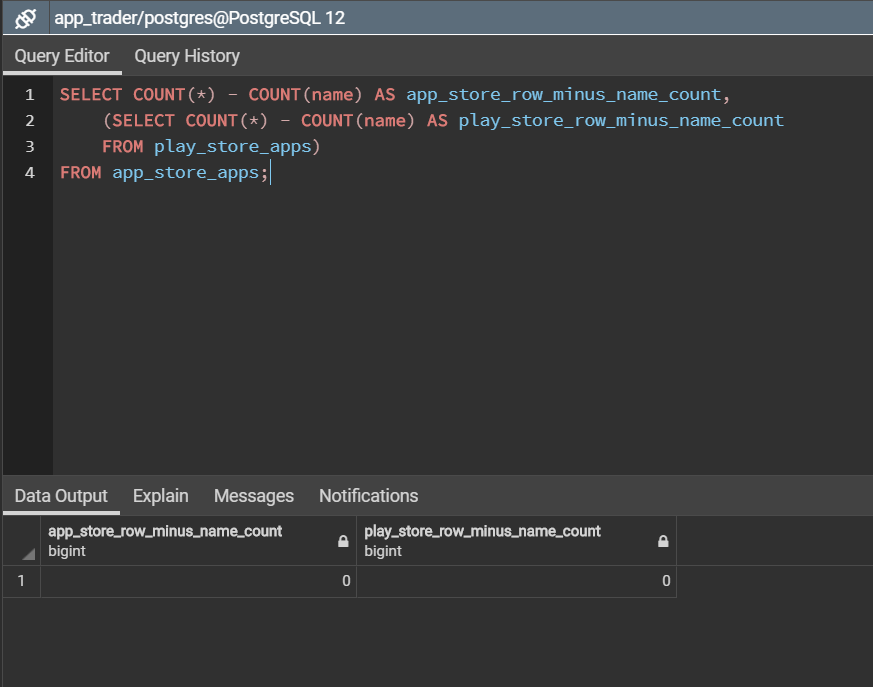 app_trader/postgres@PostgreSQL 12
Query Editor Query History
1 SELECT COUNT(*) - COUNT(name) AS app_store_row_minus_name_count,
2 (SELECT COUNT(*) - COUNT(name) AS play_store_row_minus_name_count
3 FROM play_store_apps)
4 FROM app_store_apps;
Data Output Explain Messages Notifications
app_store_row_minus_name_count play_store_row_minus_name_count
bigint bigint
1 0 0